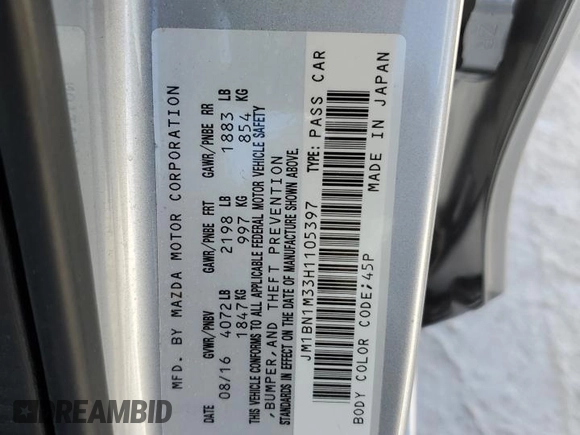 MFD. BY MAZDA MOTOR CORPORATION
DATE GVWR/PNBV GAWR/PNBE FRT GAWR/PNBE RR
08/16 4072LB 2198 LB 1883 LB
1847KG 997 KG 854 KG
THIS VEHICLE CONFORMS TO ALL APPLICABLE FEDERAL MOTOR VEHICLE SAFETY
,BUMPER,AND THEFT PREVENTION
STANDARDS IN EFFECT ON THE DATE OF MANUFACTURE SHOWN ABOVE.
JM1BN1M33H1105397 TYPE: PASS CAR
BODY COLOR CODE;45P MADE IN JAPAN
DREAMBID